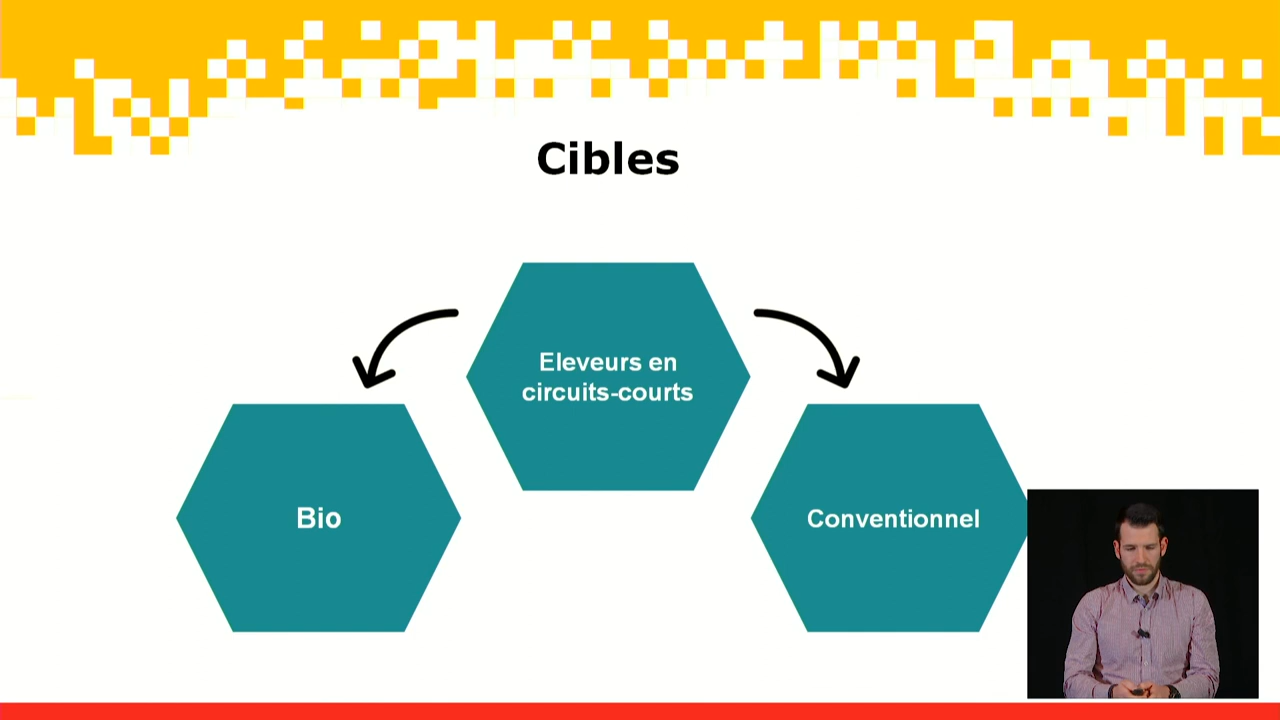 Cibles
Eleveurs en
circuits-courts
Bio
Conventionnel